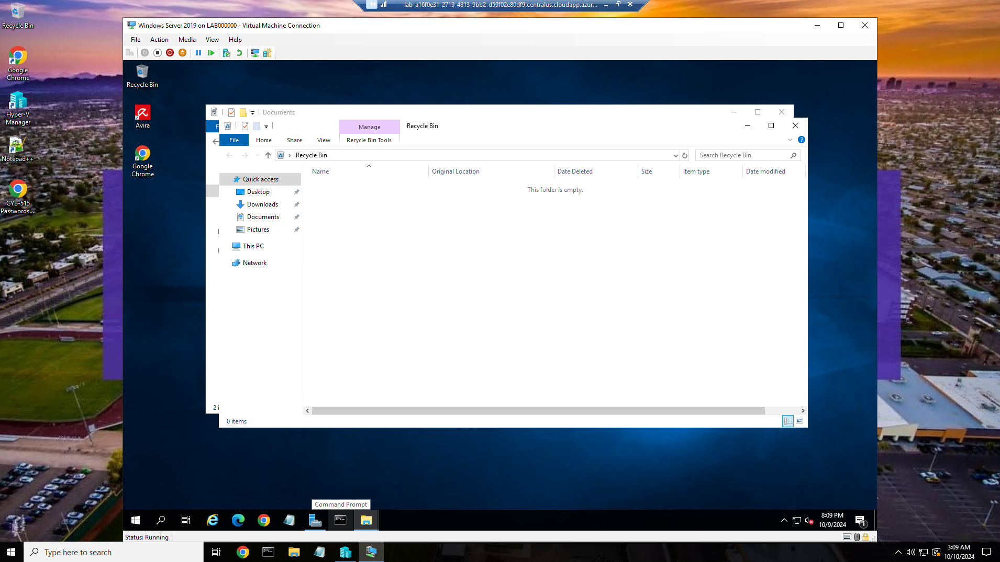 lab-a16f0e31-2719-4813-9bb2-d59f02e80df9.centralus.cloudapp.azur...
Recycle Bin
Google
Chrome
Hyper-V
Manager
Notepad++
CYB-515
Passwords....
Windows Server 2019 on LAB000000 - Virtual Machine Connection
File Action Media View Help
Recycle Bin
Avira
Google
Chrome
Documents
F
Manage Recycle Bin
File Home Share View Recycle Bin Tools
Recycle Bin
Search Recycle Bin
Name Original Location Date Deleted Size Item type Date modified
This folder is empty.
Quick access
Desktop
Downloads
Documents
Pictures
This PC
Network
2 i
0 items
Command Prompt
8:09 PM
10/9/2024
1
Status: Running
Type here to search
3:09 AM
10/10/2024